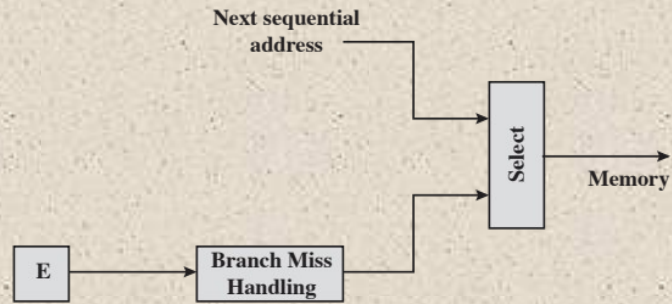 Next sequential
address
Select
Memory
E
Branch Miss
Handling